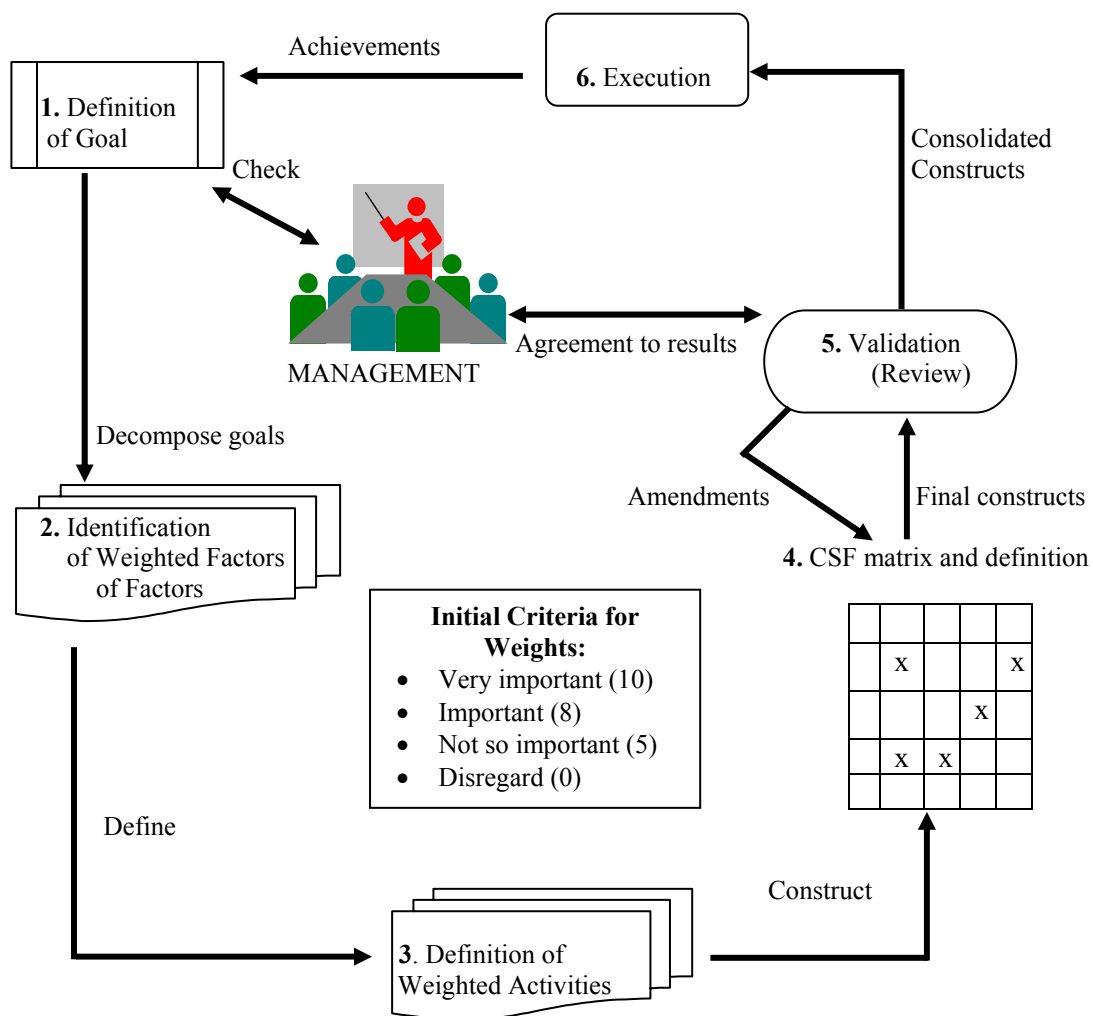 Achievements
6. Execution
1. Definition
of Goal
Consolidated
Constructs
Check
Agreement to results
MANAGEMENT
5. Validation
(Review)
Decompose goals
Amendments
Final constructs
2. Identification
of Weighted Factors
of Factors
4. CSF matrix and definition
Initial Criteria for
Weights:
• Very important (10)
• Important (8)
• Not so important (5)
• Disregard (0)
x x
x
x x
Define
Construct
3. Definition of
Weighted Activities